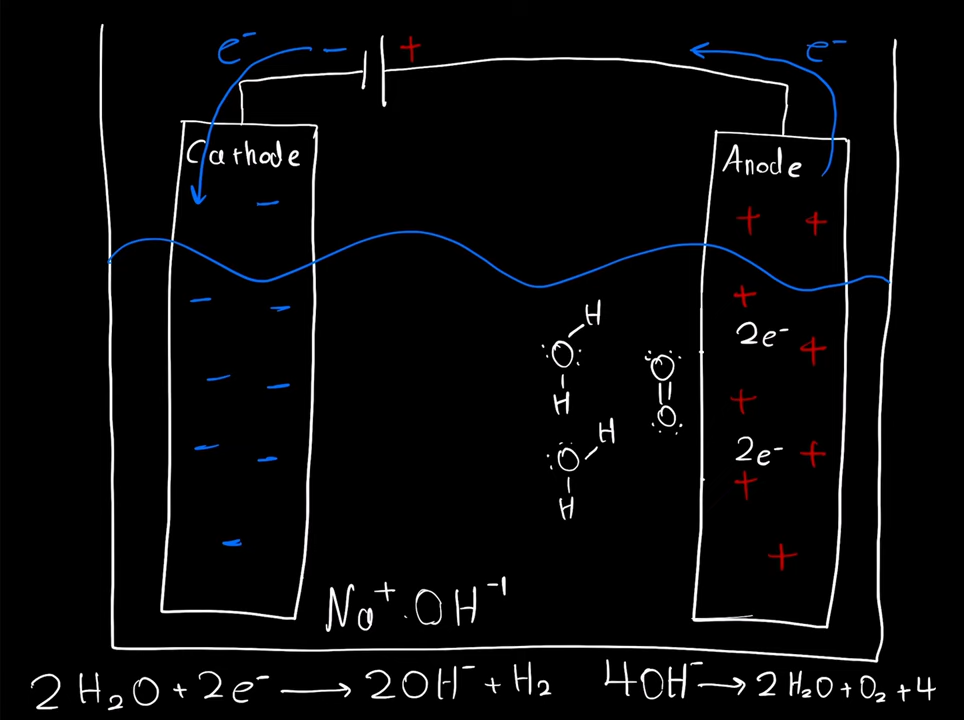 e⁻ − + e⁻
Cathode Anode
− + +
− − +
2e⁻ +
− − +
2e⁻ +
− − +
− +
H
:O: O
H O
H
:O
H
Na⁺ · OH⁻¹
2H₂O + 2e⁻ → 2OH⁻ + H₂ 4OH⁻ → 2H₂O + O₂ + 4